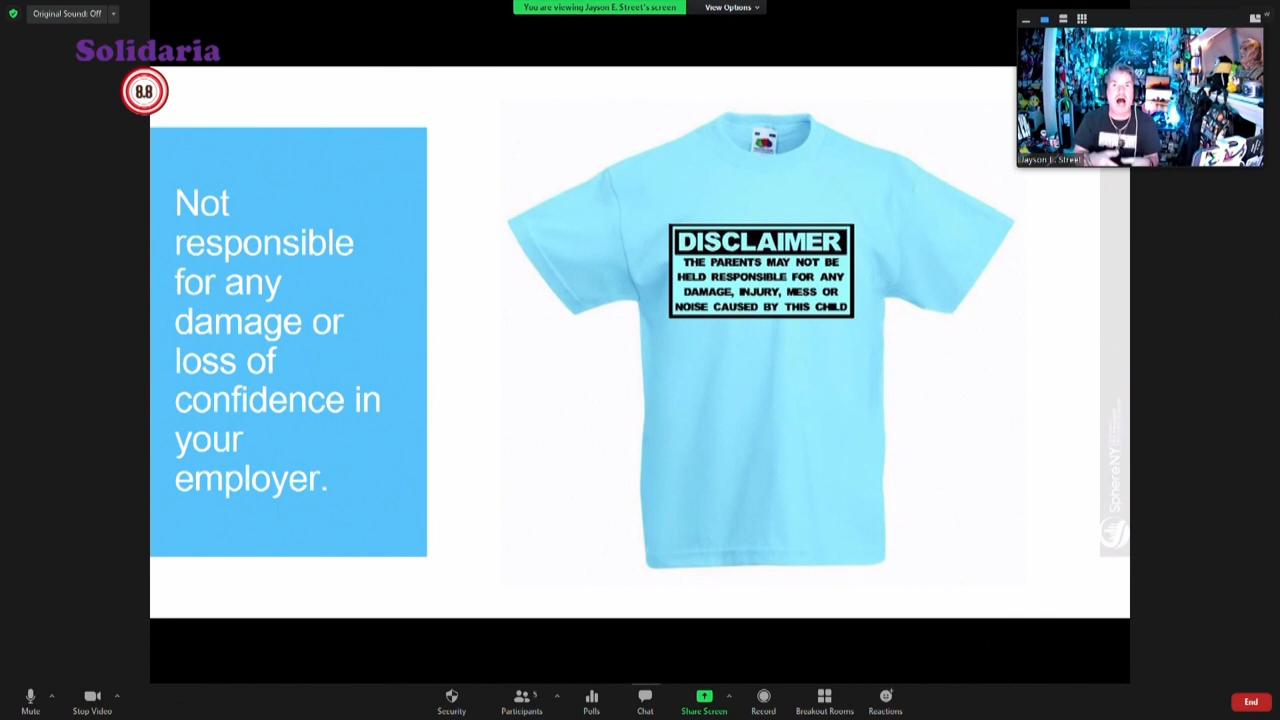 Original Sound: Off
You are viewing Jayson E. Street's screen
View Options
Solidaria
8.8
Jayson E. Street
Not
responsible
for any
damage or
loss of
confidence in
your
employer.
DISCLAIMER
THE PARENTS MAY NOT BE
HELD RESPONSIBLE FOR ANY
DAMAGE, INJURY, MESS OR
NOISE CAUSED BY THIS CHILD
SphereNY
Mute
Stop Video
Security
Participants
5
Polls
Chat
Share Screen
Record
Breakout Rooms
Reactions
End